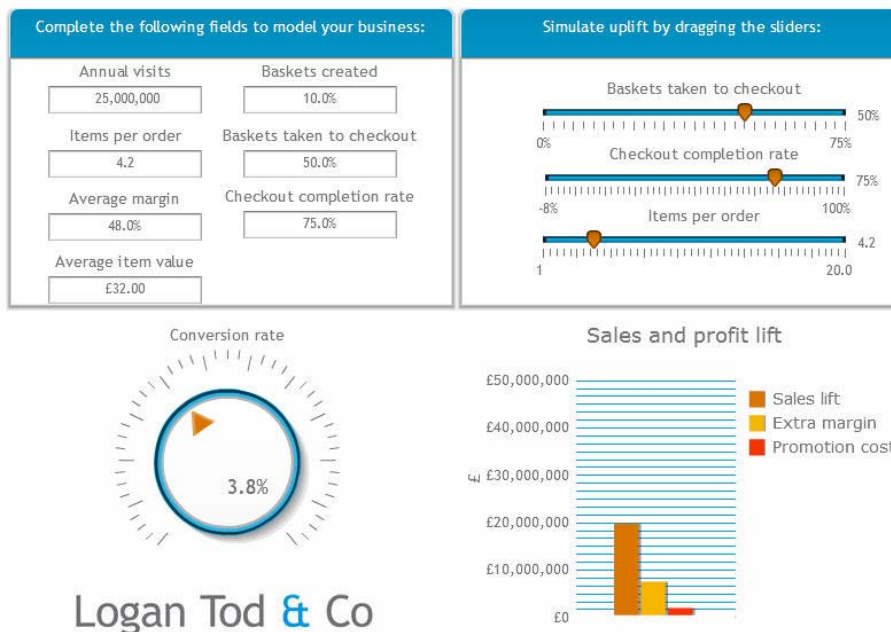 Complete the following fields to model your business:
Annual visits
25,000,000
Baskets created
10.0%
Items per order
4.2
Baskets taken to checkout
50.0%
Average margin
48.0%
Checkout completion rate
75.0%
Average item value
£32.00
Simulate uplift by dragging the sliders:
Baskets taken to checkout
50%
0%
75%
Checkout completion rate
75%
-8%
100%
Items per order
4.2
1
20.0
Conversion rate
3.8%
Logan Tod & Co
Sales and profit lift
£50,000,000
£40,000,000
£30,000,000
£20,000,000
£10,000,000
£0
£
Sales lift
Extra margin
Promotion cost